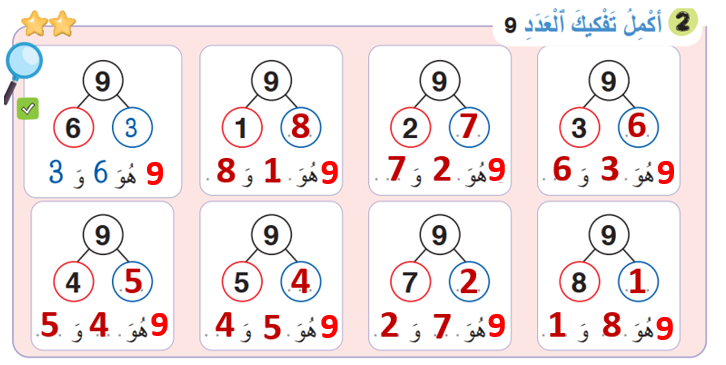 2 أُكْمِلُ تَفْكيكَ ٱلْعَدَدِ 9
9
6 3
9 هُوَ 6 وَ 3
9
1 8
9 هُوَ 1 وَ 8
9
2 7
9 هُوَ 2 وَ 7
9
3 6
9 هُوَ 3 وَ 6
9
4 5
9 هُوَ 4 وَ 5
9
5 4
9 هُوَ 5 وَ 4
9
7 2
9 هُوَ 7 وَ 2
9
8 1
9 هُوَ 8 وَ 1